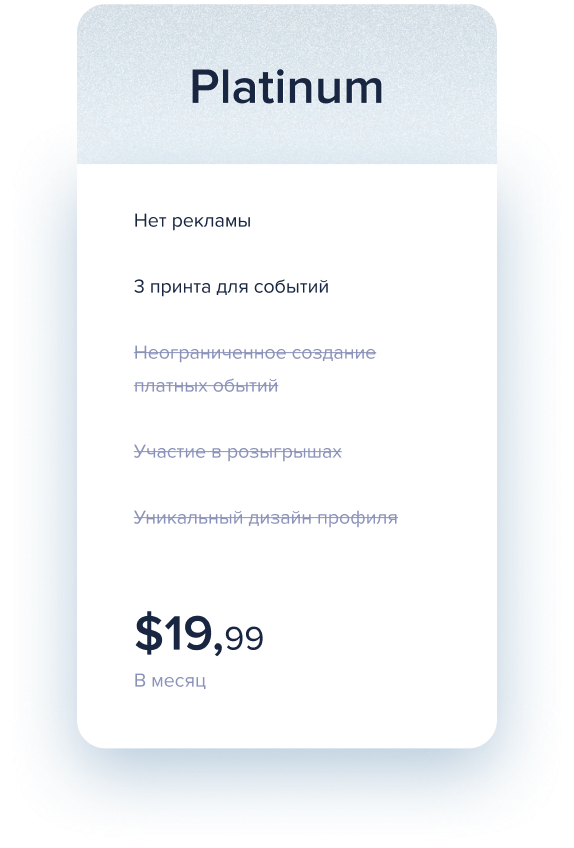 Platinum
Нет рекламы
3 принта для событий
Неограниченное создание
платных обытий
Участие в розыгрышах
Уникальный дизайн профиля
$19,99
В месяц